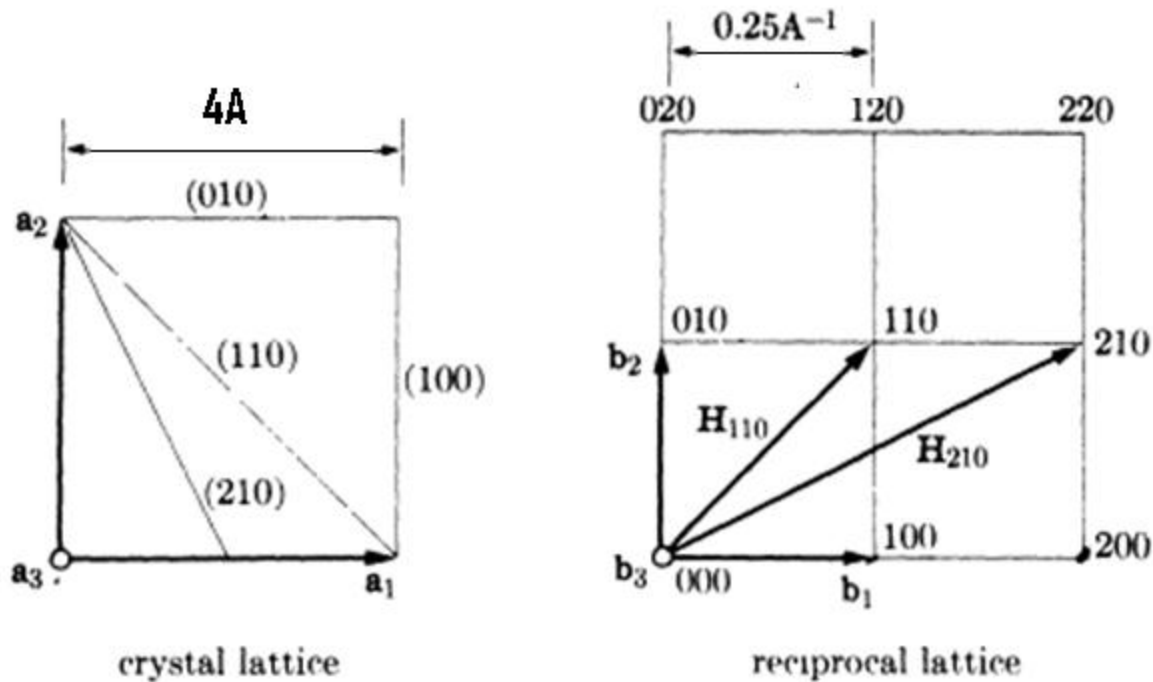 4A
(010)
a2
(110)
(100)
(210)
a3
a1
crystal lattice
0.25A−1
020
120
220
010
110
210
b2
H110
H210
100
200
b3
000
b1
reciprocal lattice